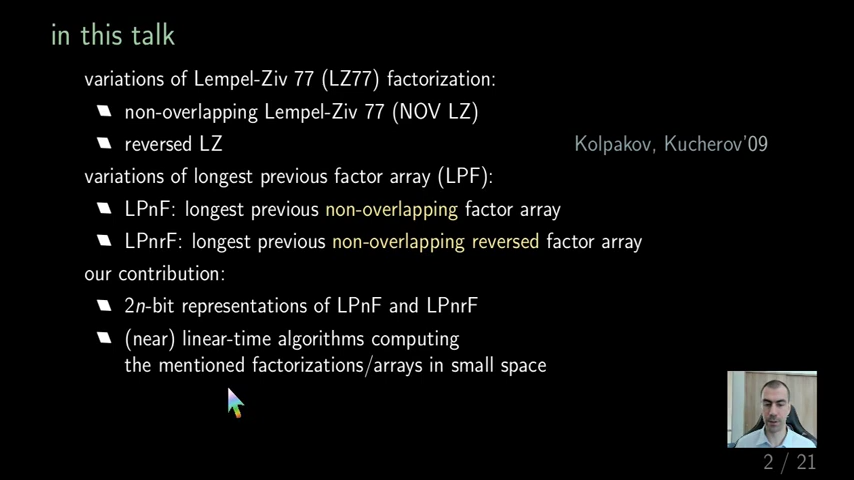 in this talk
variations of Lempel-Ziv 77 (LZ77) factorization:
non-overlapping Lempel-Ziv 77 (NOV LZ)
reversed LZ Kolpakov, Kucherov'09
variations of longest previous factor array (LPF):
LPnF: longest previous non-overlapping factor array
LPnrF: longest previous non-overlapping reversed factor array
our contribution:
2n-bit representations of LPnF and LPnrF
(near) linear-time algorithms computing
the mentioned factorizations/arrays in small space
2 / 21